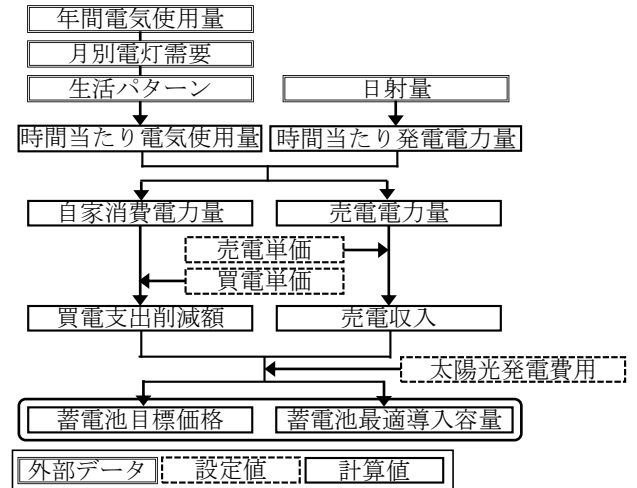 年間電気使用量
月別電灯需要
生活パターン
日射量
時間当たり電気使用量
時間当たり発電電力量
自家消費電力量
売電電力量
売電単価
買電単価
買電支出削減額
売電収入
太陽光発電費用
蓄電池目標価格
蓄電池最適導入容量
外部データ
設定値
計算値